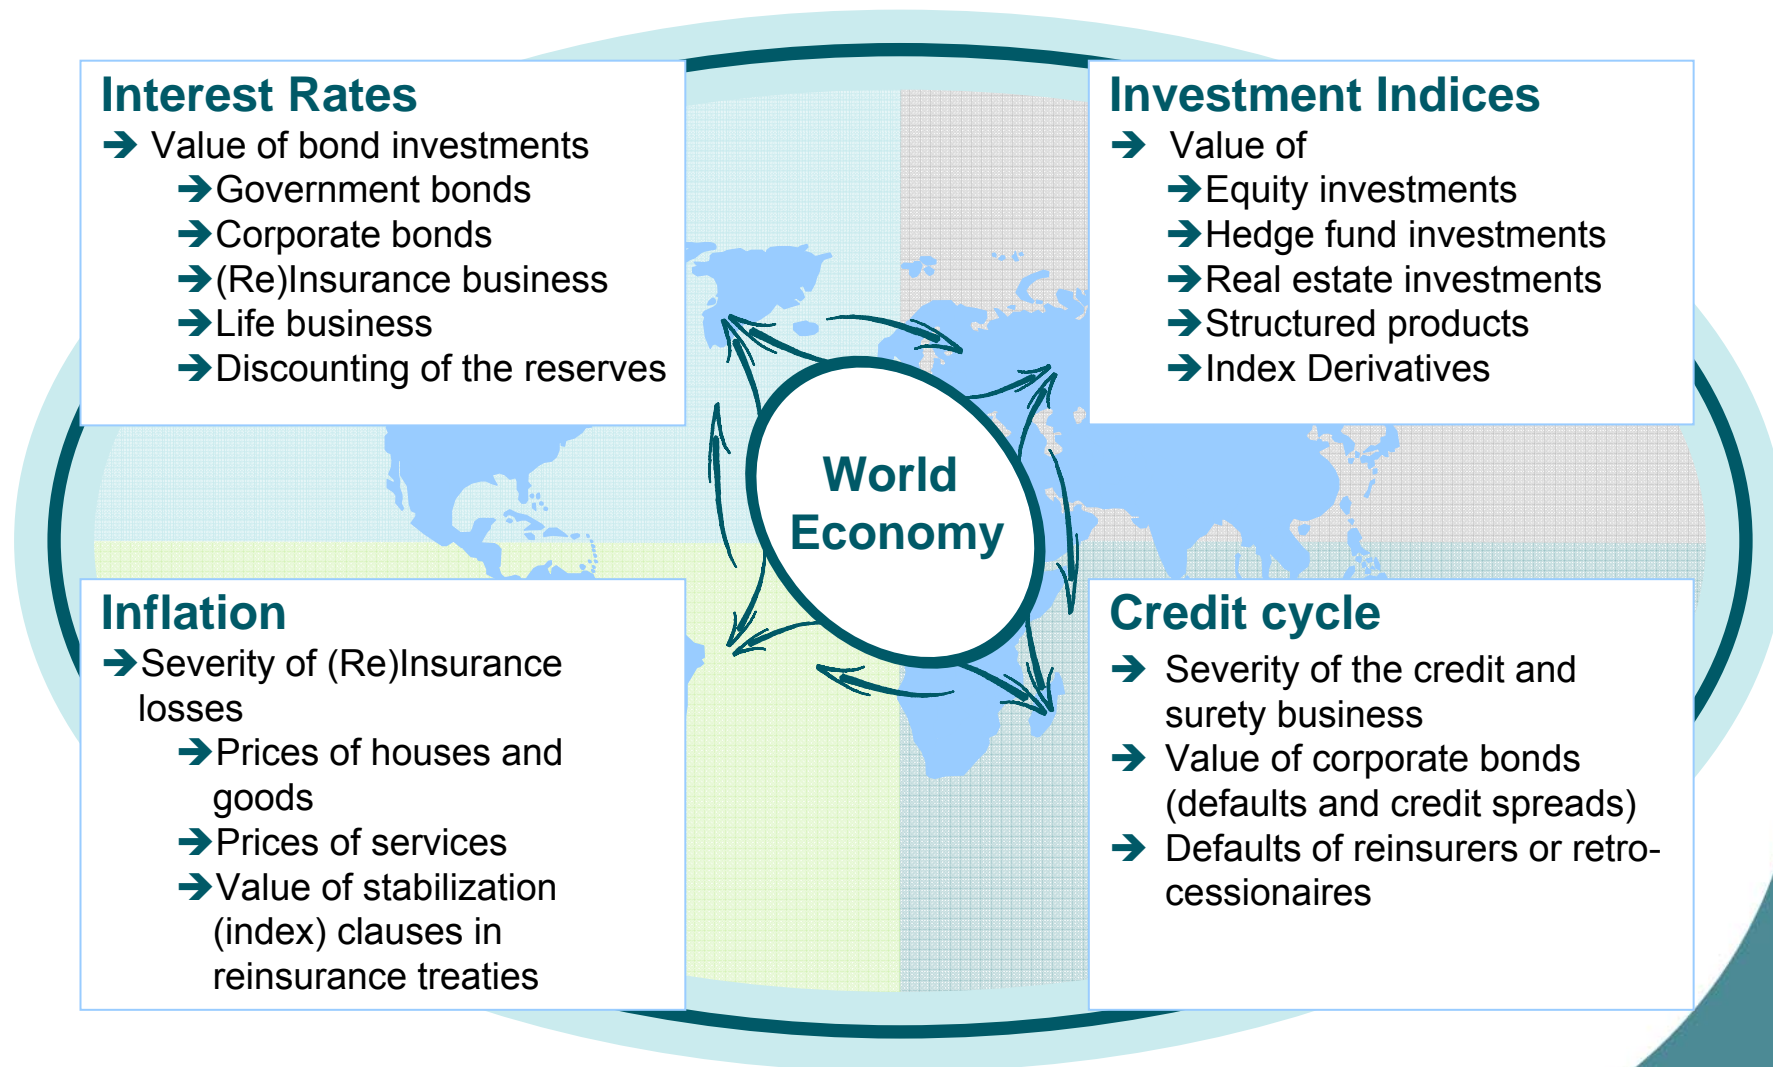 Interest Rates
➔ Value of bond investments
➔Government bonds
➔Corporate bonds
➔(Re)Insurance business
➔Life business
➔Discounting of the reserves
Investment Indices
➔ Value of
➔Equity investments
➔Hedge fund investments
➔Real estate investments
➔Structured products
➔Index Derivatives
World
Economy
Inflation
➔Severity of (Re)Insurance
losses
➔Prices of houses and
goods
➔Prices of services
➔Value of stabilization
(index) clauses in
reinsurance treaties
Credit cycle
➔ Severity of the credit and
surety business
➔ Value of corporate bonds
(defaults and credit spreads)
➔ Defaults of reinsurers or retro-
cessionaires